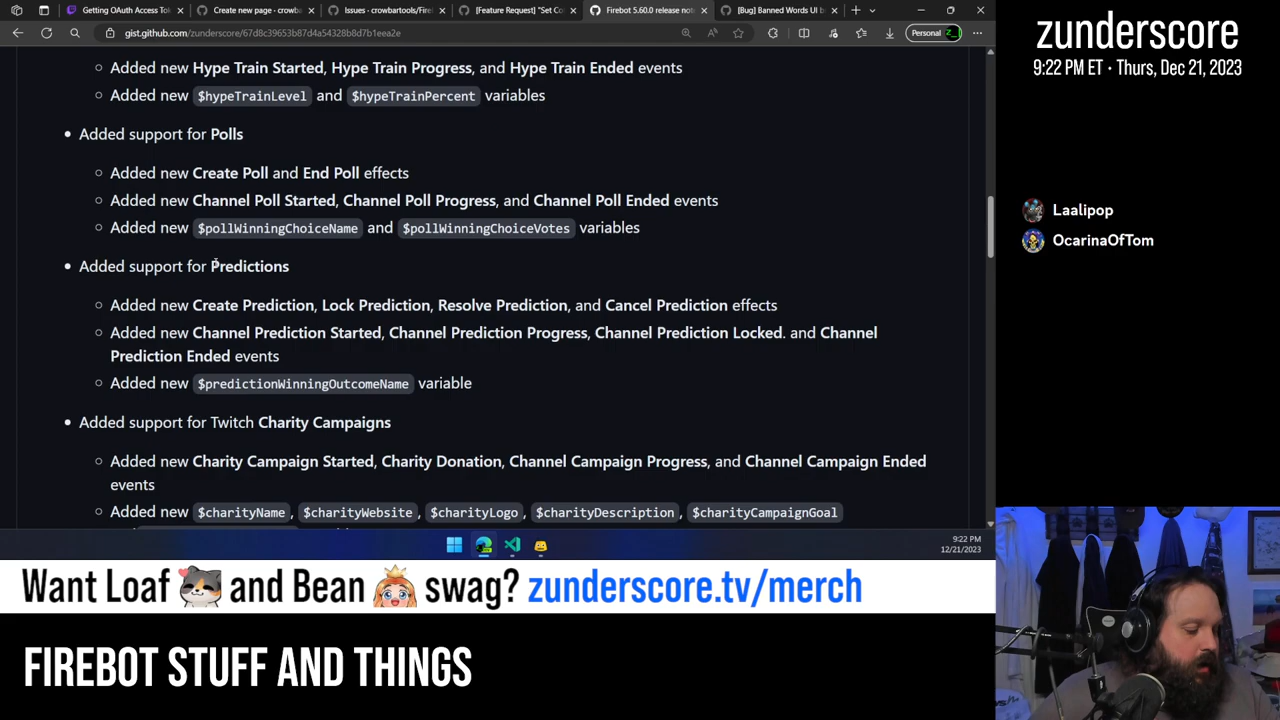 Getting OAuth Access To
Create new page - crowba
Issues - crowbartools/Fire
[Feature Request] "Set Co
Firebot 5.60.0 release not
[Bug] Banned Words UI b
gist.github.com/zunderscore/67d8c39653b87d4a54328b8d7b1eea2e
Personal
Added new Hype Train Started, Hype Train Progress, and Hype Train Ended events
Added new $hypeTrainLevel and $hypeTrainPercent variables
Added support for Polls
Added new Create Poll and End Poll effects
Added new Channel Poll Started, Channel Poll Progress, and Channel Poll Ended events
Added new $pollWinningChoiceName and $pollWinningChoiceVotes variables
Added support for Predictions
Added new Create Prediction, Lock Prediction, Resolve Prediction, and Cancel Prediction effects
Added new Channel Prediction Started, Channel Prediction Progress, Channel Prediction Locked. and Channel
Prediction Ended events
Added new $predictionWinningOutcomeName variable
Added support for Twitch Charity Campaigns
Added new Charity Campaign Started, Charity Donation, Channel Campaign Progress, and Channel Campaign Ended
events
Added new $charityName, $charityWebsite, $charityLogo, $charityDescription, $charityCampaignGoal
9:22 PM
12/21/2023
zunderscore
9:22 PM ET • Thurs, Dec 21, 2023
Laalipop
OcarinaOfTom
Want Loaf and Bean swag? zunderscore.tv/merch
FIREBOT STUFF AND THINGS